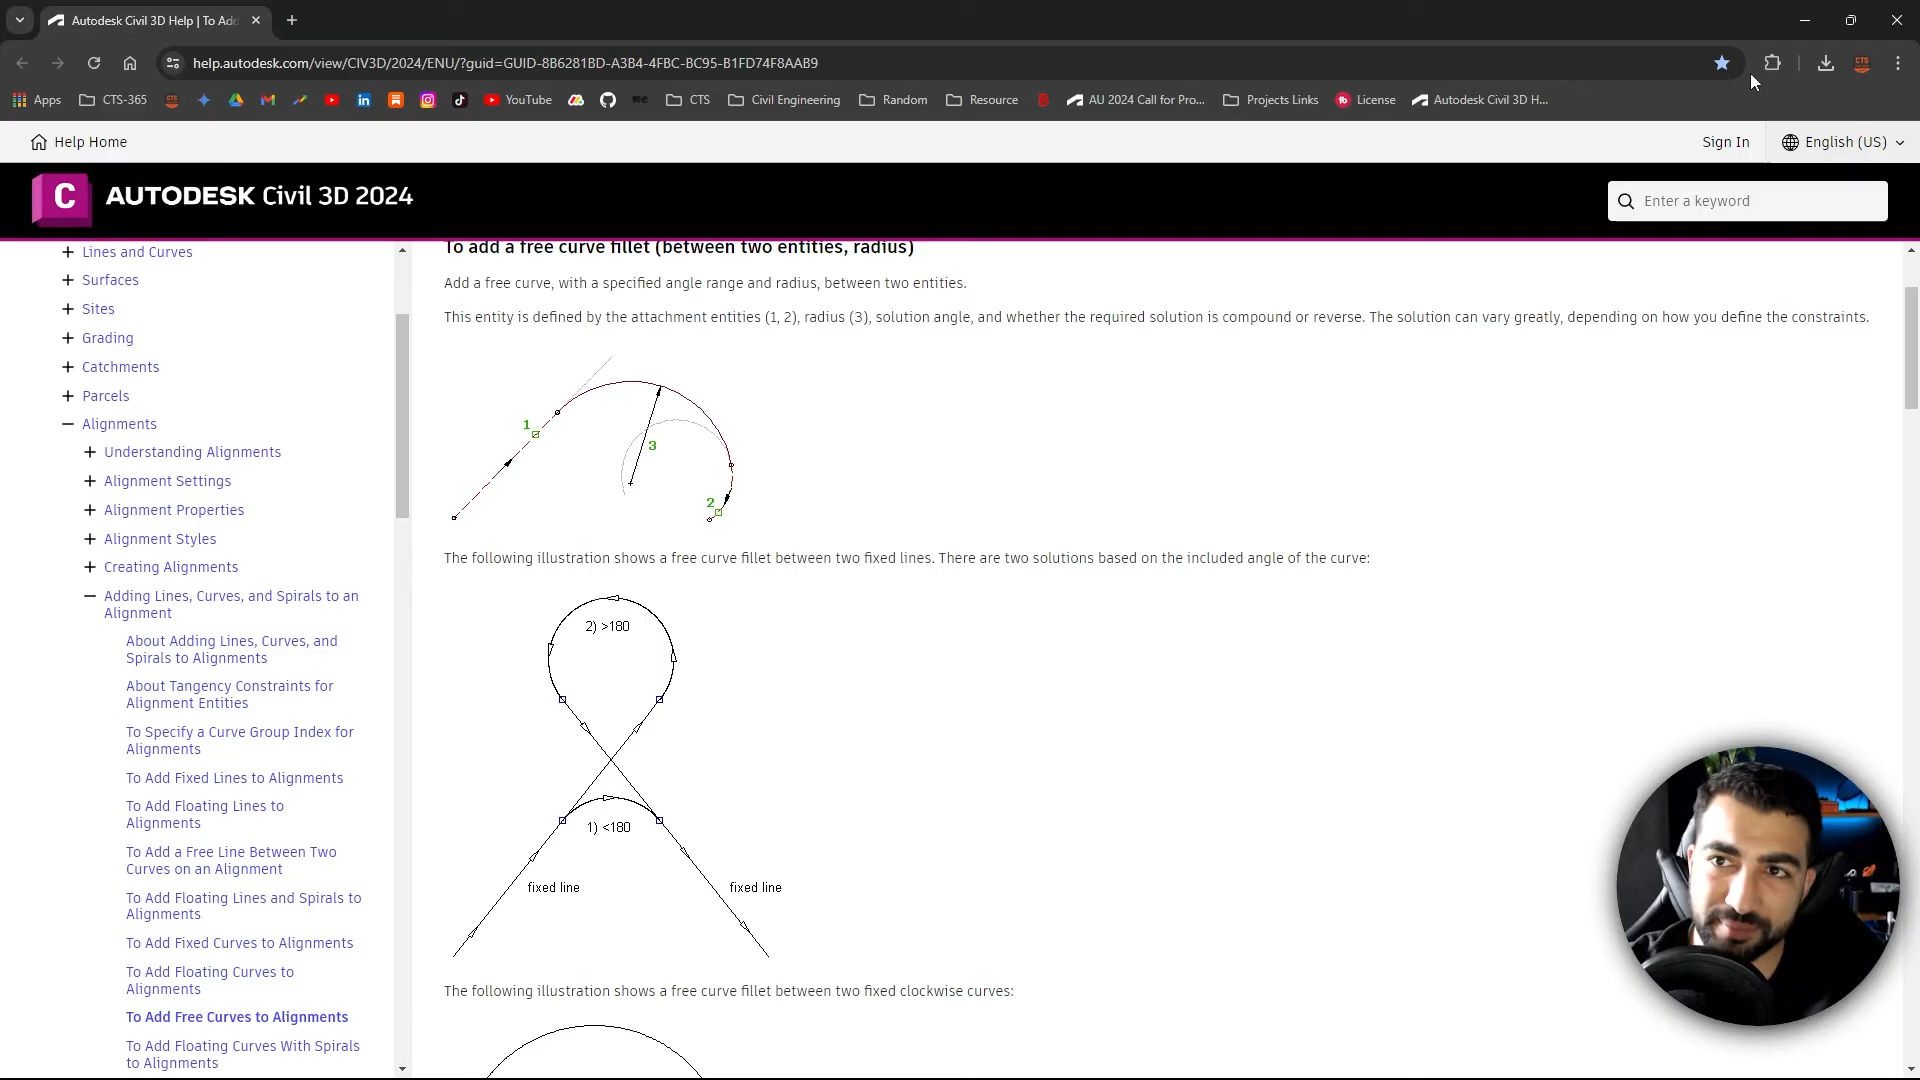 Autodesk Civil 3D Help | To Add
help.autodesk.com/view/CIV3D/2024/ENU/?guid=GUID-8B6281BD-A3B4-4FBC-BC95-B1FD74F8AAB9
Apps CTS-365 YouTube CTS Civil Engineering Random Resource AU 2024 Call for Pro... Projects Links License Autodesk Civil 3D H...
Help Home
Sign In English (US)
C AUTODESK Civil 3D 2024
Enter a keyword
Lines and Curves
Surfaces
Sites
Grading
Catchments
Parcels
Alignments
Understanding Alignments
Alignment Settings
Alignment Properties
Alignment Styles
Creating Alignments
Adding Lines, Curves, and Spirals to an
Alignment
About Adding Lines, Curves, and
Spirals to Alignments
About Tangency Constraints for
Alignment Entities
To Specify a Curve Group Index for
Alignments
To Add Fixed Lines to Alignments
To Add Floating Lines to
Alignments
To Add a Free Line Between Two
Curves on an Alignment
To Add Floating Lines and Spirals to
Alignments
To Add Fixed Curves to Alignments
To Add Floating Curves to
Alignments
To Add Free Curves to Alignments
To Add Floating Curves With Spirals
to Alignments
To add a free curve fillet (between two entities, radius)
Add a free curve, with a specified angle range and radius, between two entities.
This entity is defined by the attachment entities (1, 2), radius (3), solution angle, and whether the required solution is compound or reverse. The solution can vary greatly, depending on how you define the constraints.
1
3
2
The following illustration shows a free curve fillet between two fixed lines. There are two solutions based on the included angle of the curve:
2) >180
1) <180
fixed line fixed line
The following illustration shows a free curve fillet between two fixed clockwise curves: